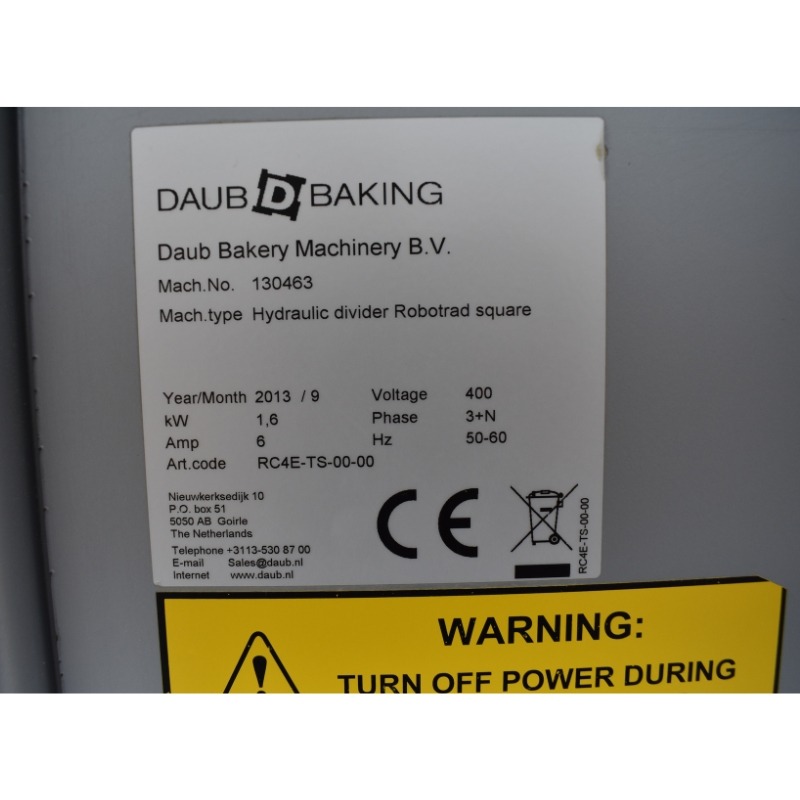 DAUB D BAKING
Daub Bakery Machinery B.V.
Mach.No. 130463
Mach.type Hydraulic divider Robotrad square
Year/Month 2013 / 9 Voltage 400
kW 1,6 Phase 3+N
Amp 6 Hz 50-60
Art.code RC4E-TS-00-00
Nieuwkerksedijk 10
P.O. box 51
5050 AB Goirle
The Netherlands
Telephone +3113-530 87 00
E-mail Sales@daub.nl
Internet www.daub.nl
CE
RC4E-TS-00-00
WARNING:
TURN OFF POWER DURING